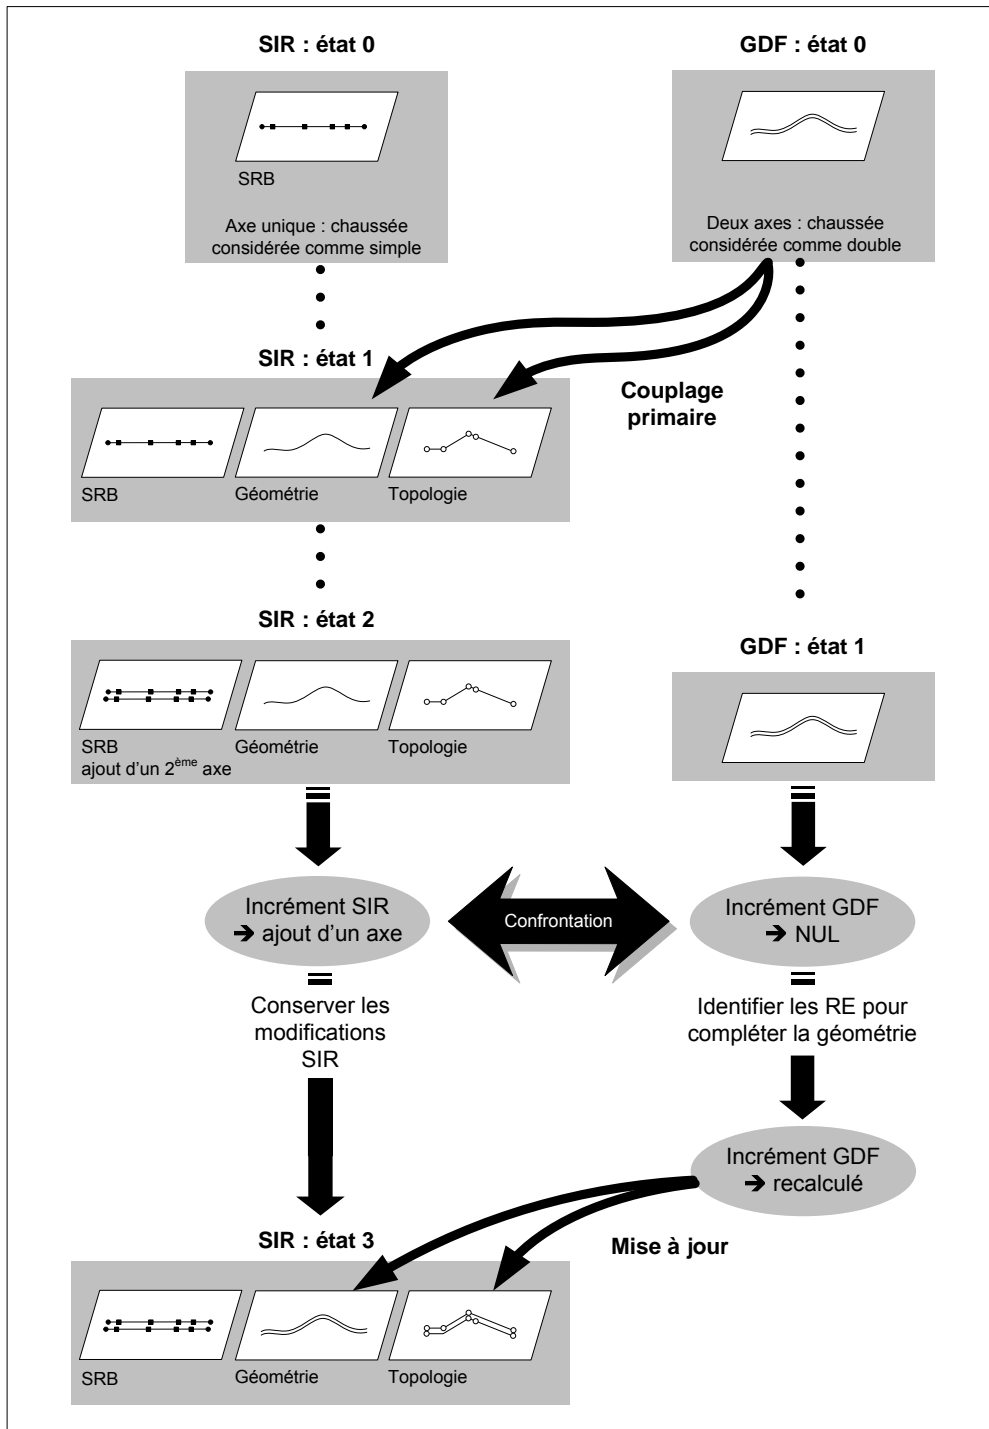 SIR : état 0
GDF : état 0
SRB
Axe unique : chaussée
considérée comme simple
Deux axes : chaussée
considérée comme double
SIR : état 1
Couplage
primaire
SRB
Géométrie
Topologie
SIR : état 2
GDF : état 1
SRB
ajout d'un 2ème axe
Géométrie
Topologie
Incrément SIR
➔ ajout d'un axe
Confrontation
Incrément GDF
➔ NUL
Conserver les
modifications
SIR
Identifier les RE pour
compléter la géométrie
Incrément GDF
➔ recalculé
SIR : état 3
Mise à jour
SRB
Géométrie
Topologie